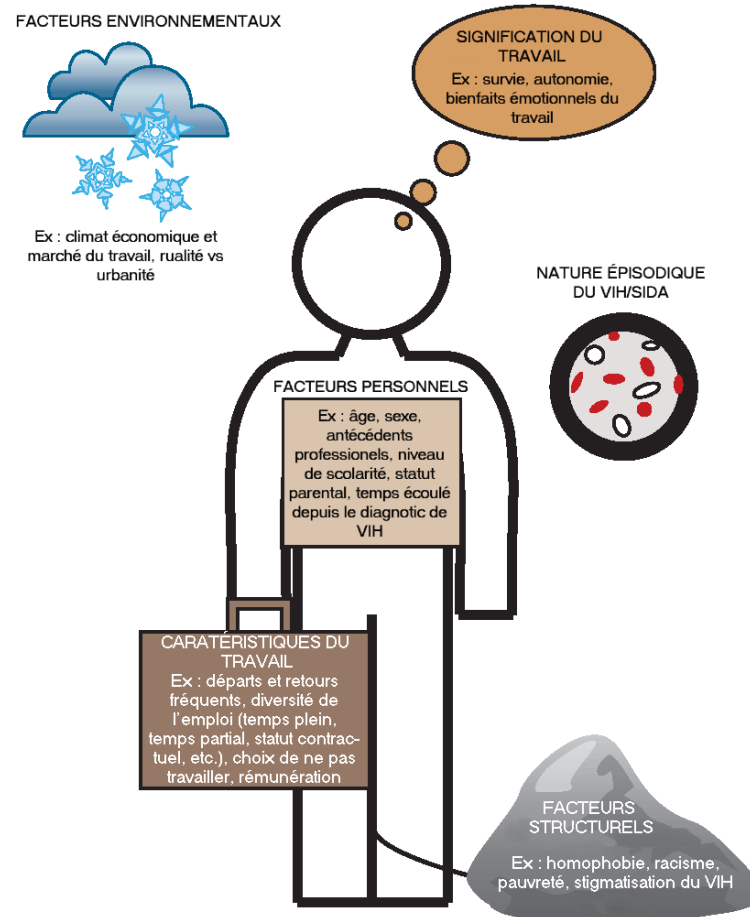 FACTEURS ENVIRONNEMENTAUX
Ex : climat économique et
marché du travail, rualité vs
urbanité
SIGNIFICATION DU
TRAVAIL
Ex : survie, autonomie,
bienfaits émotionnels du
travail
NATURE ÉPISODIQUE
DU VIH/SIDA
FACTEURS PERSONNELS
Ex : âge, sexe,
antécédents
professionels, niveau
de scolarité, statut
parental, temps écoulé
depuis le diagnotic de
VIH
CARATÉRISTIQUES DU
TRAVAIL
Ex : départs et retours
fréquents, diversité de
l'emploi (temps plein,
temps partial, statut contrac-
tuel, etc.), choix de ne pas
travailler, rémunération
FACTEURS
STRUCTURELS
Ex : homophobie, racisme,
pauvreté, stigmatisation du VIH